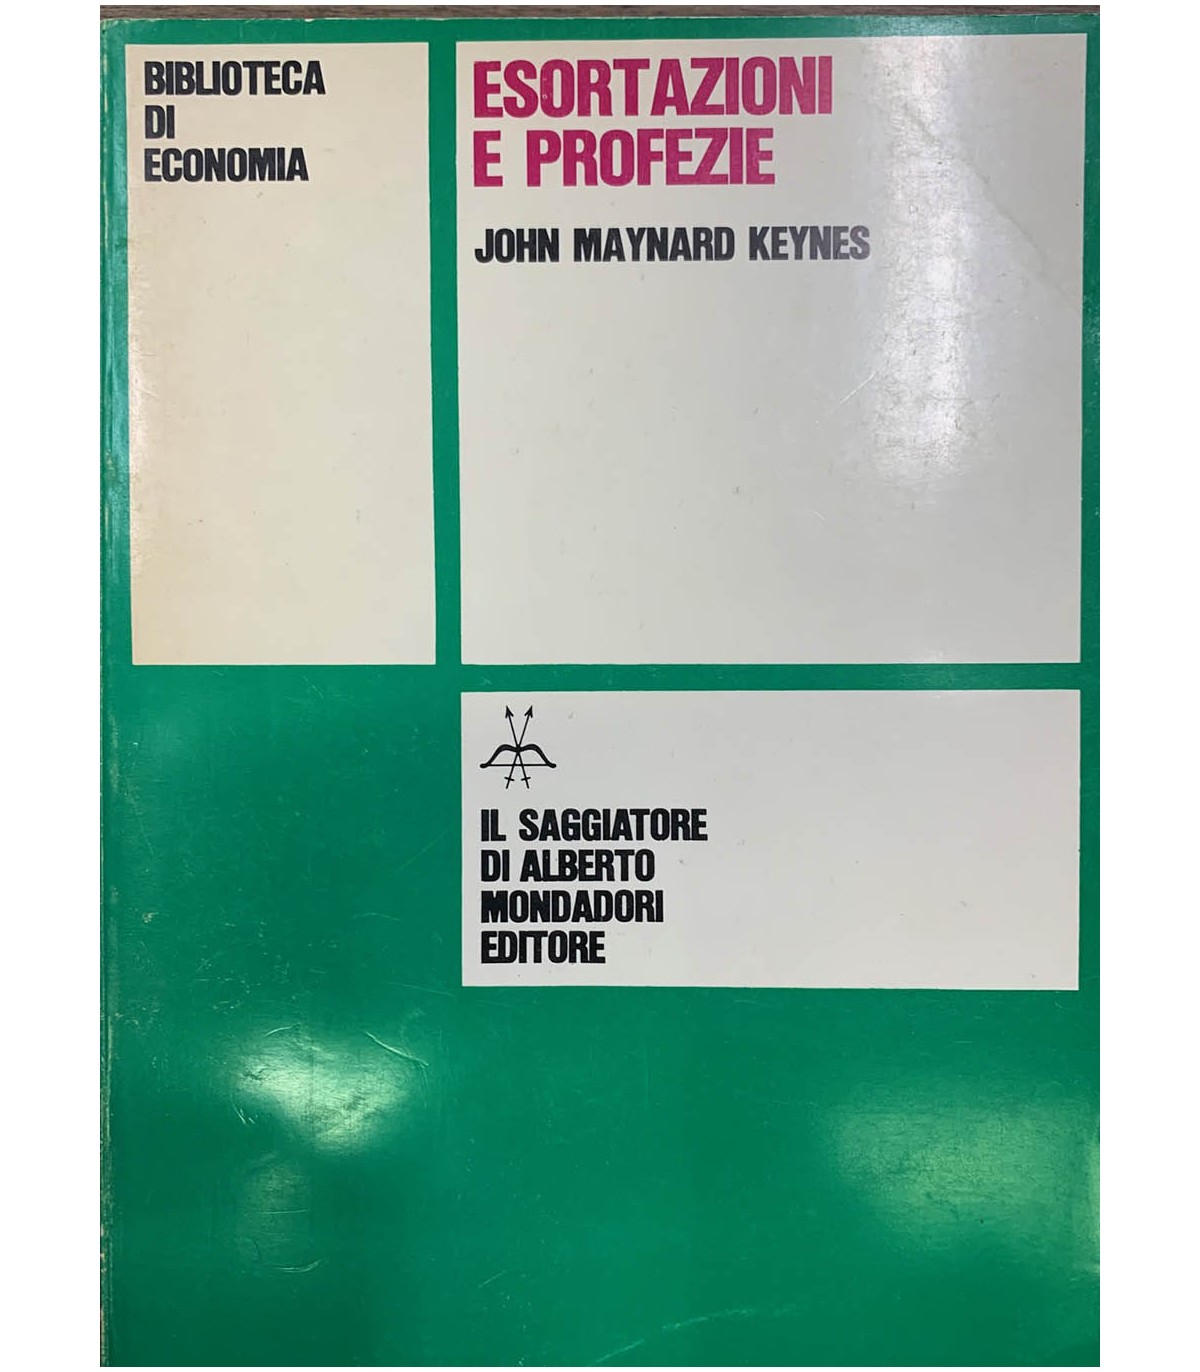 BIBLIOTECA
DI
ECONOMIA
ESORTAZIONI
E PROFEZIE
JOHN MAYNARD KEYNES
IL SAGGIATORE
DI ALBERTO
MONDADORI
EDITORE